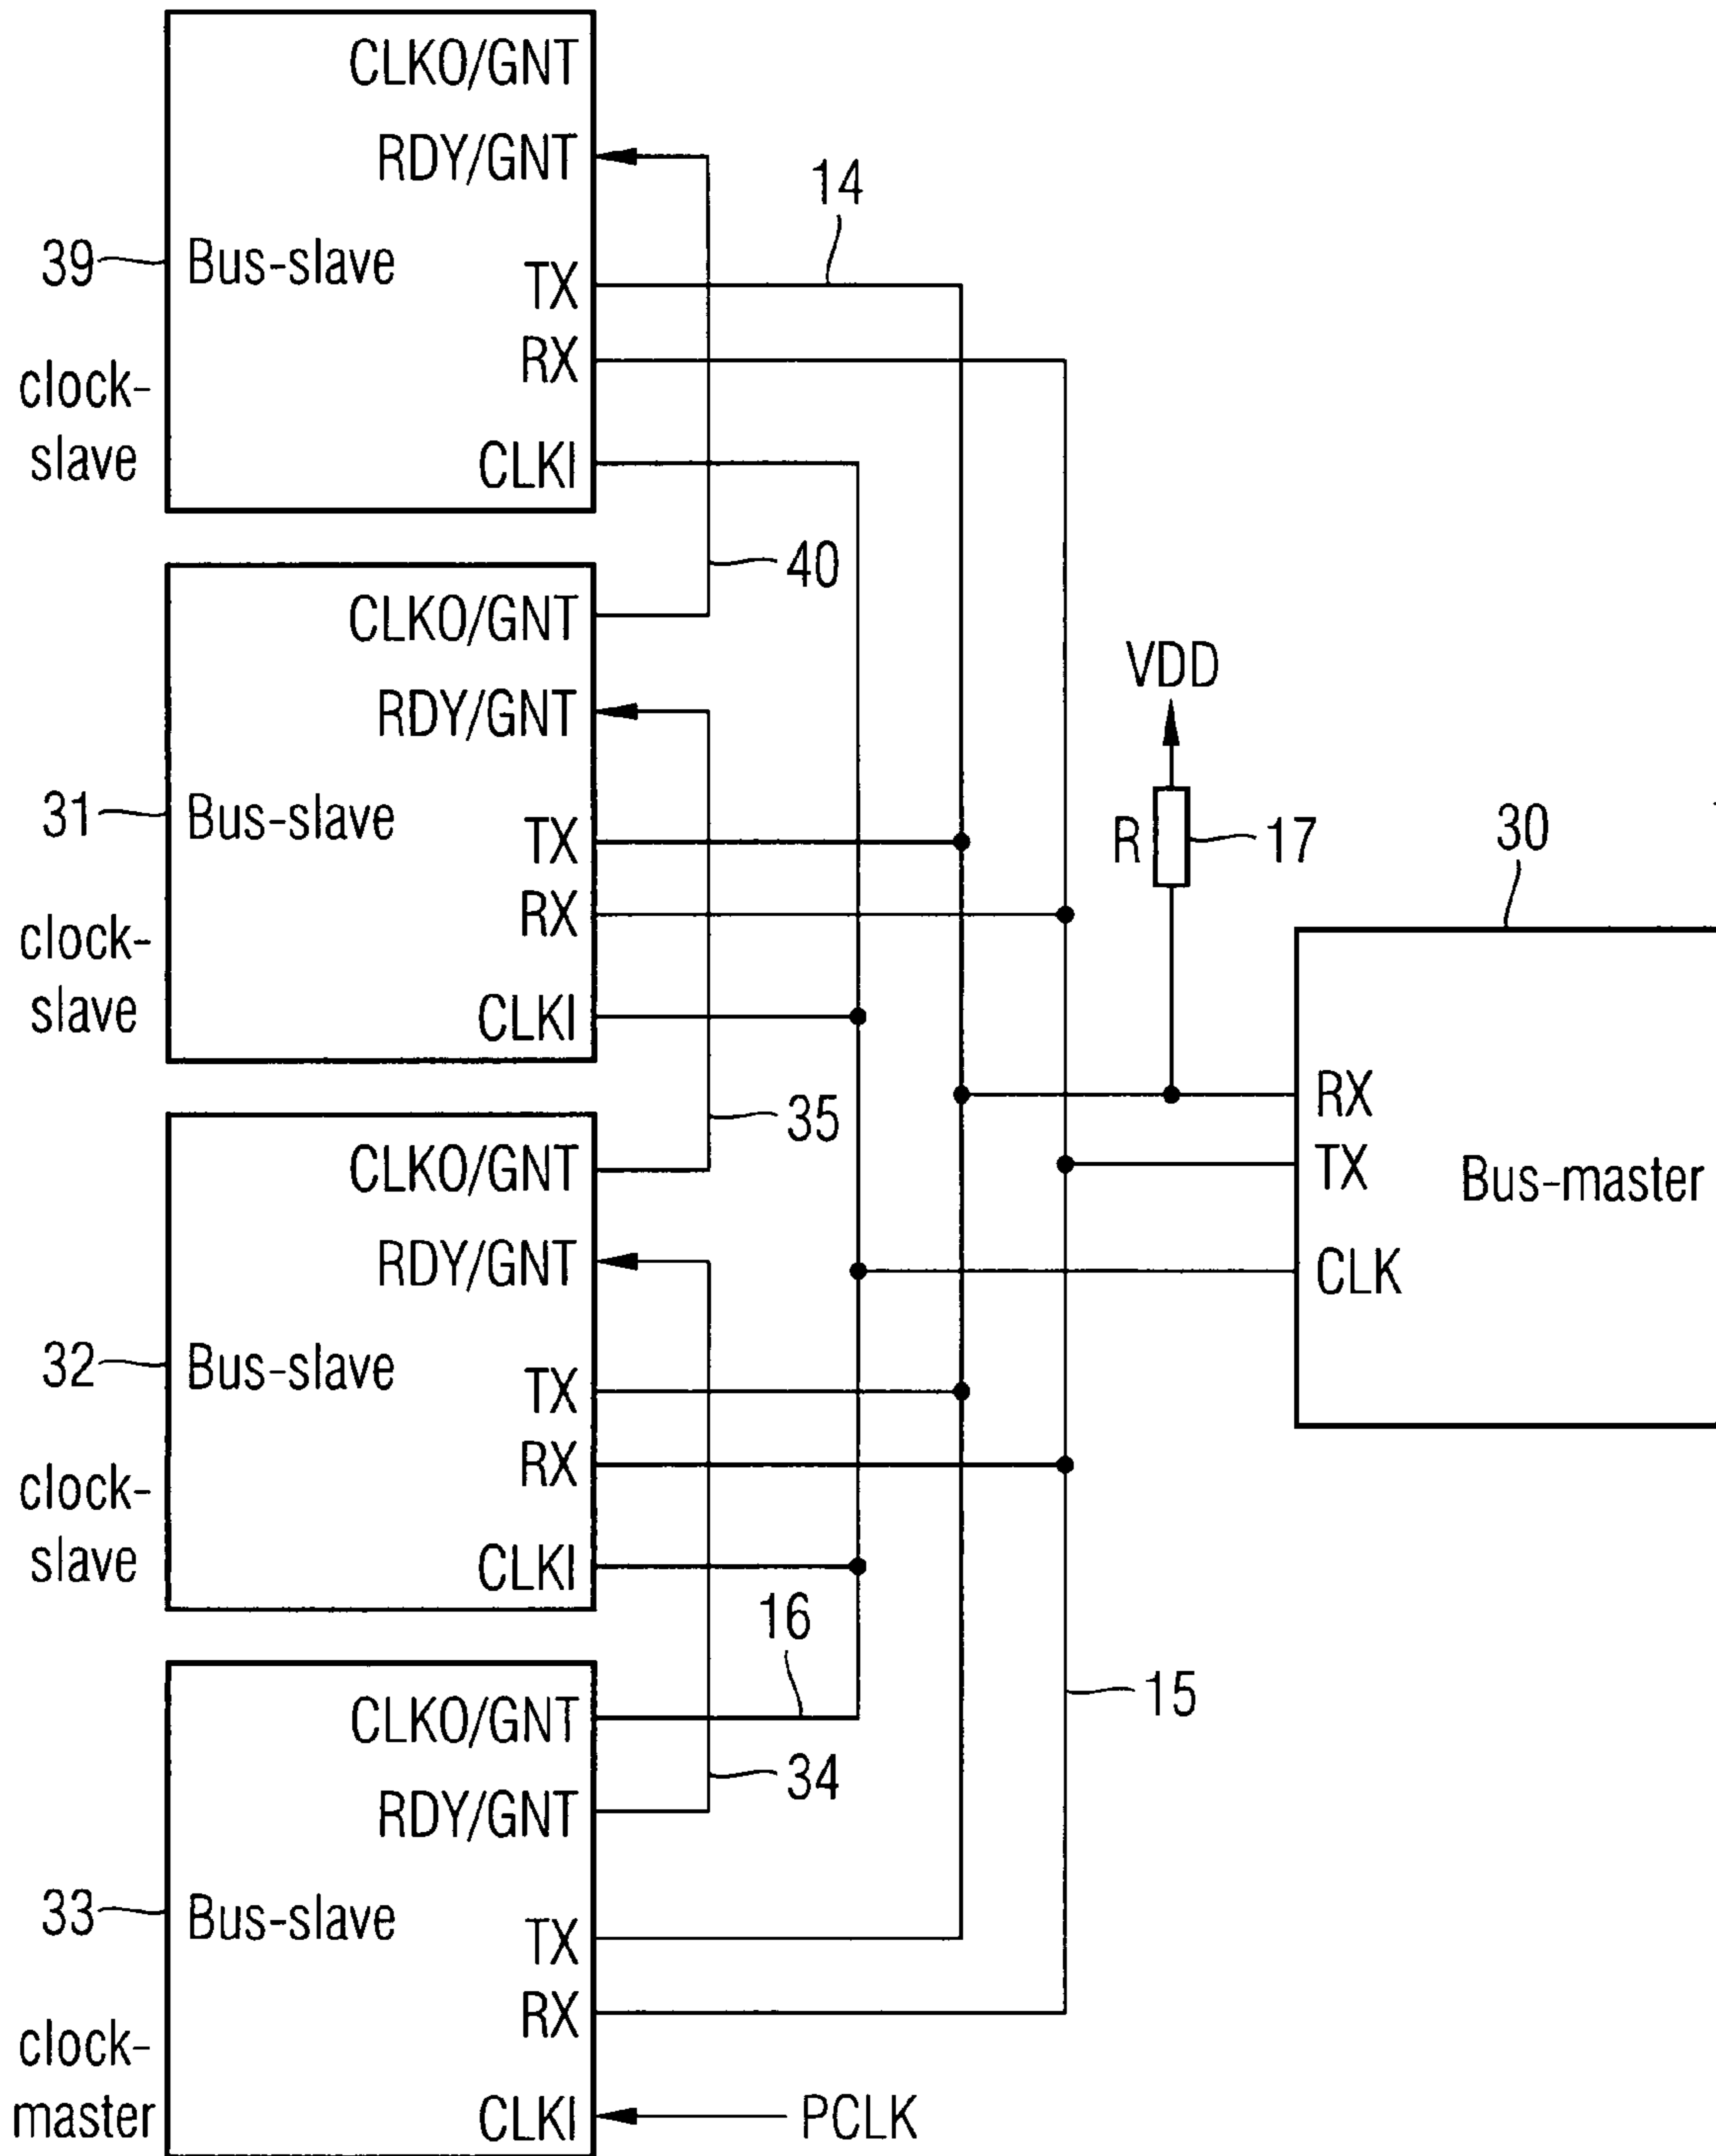 CLKO/GNT
RDY/GNT
14
39
Bus-slave
TX
RX
clock-
slave
CLKI
40
CLKO/GNT
RDY/GNT
VDD
31
Bus-slave
TX
R
17
30
RX
clock-
slave
CLKI
RX
35
CLKO/GNT
TX
Bus-master
RDY/GNT
CLK
32
Bus-slave
TX
RX
clock-
slave
CLKI
16
CLKO/GNT
15
34
RDY/GNT
33
Bus-slave
TX
RX
clock-
master
CLKI
PCLK